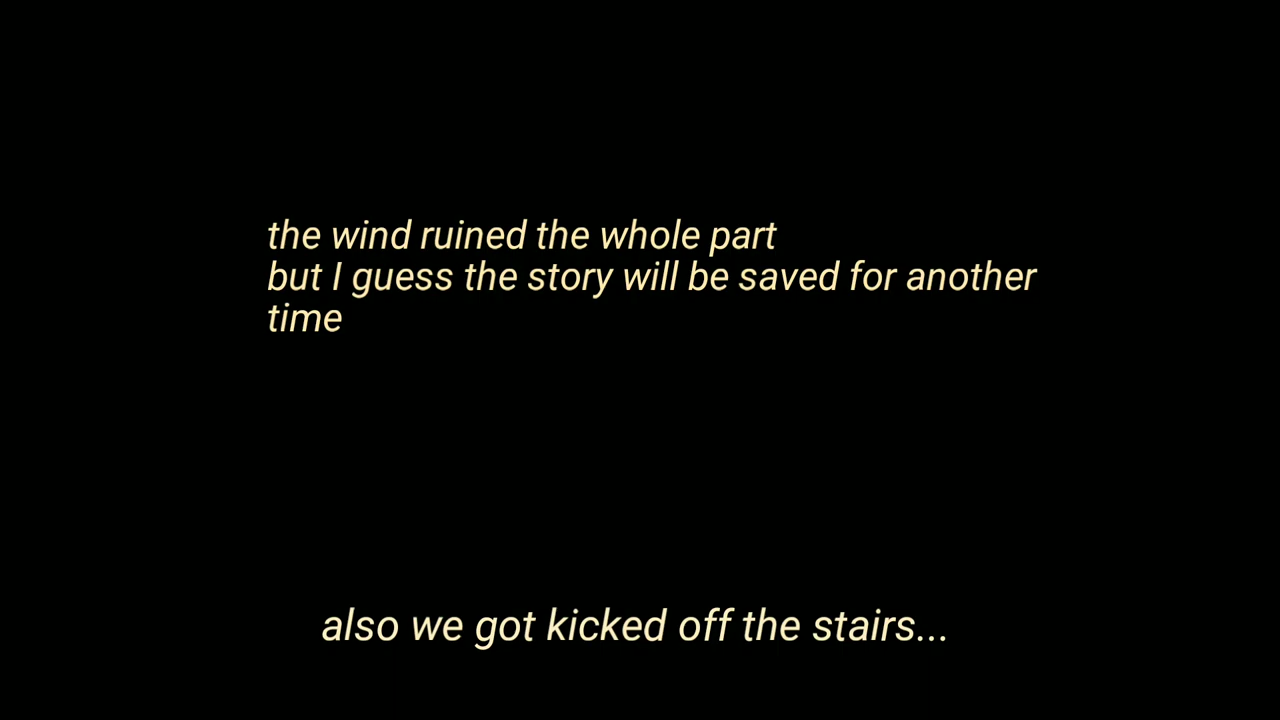 the wind ruined the whole part
but I guess the story will be saved for another
time
also we got kicked off the stairs...